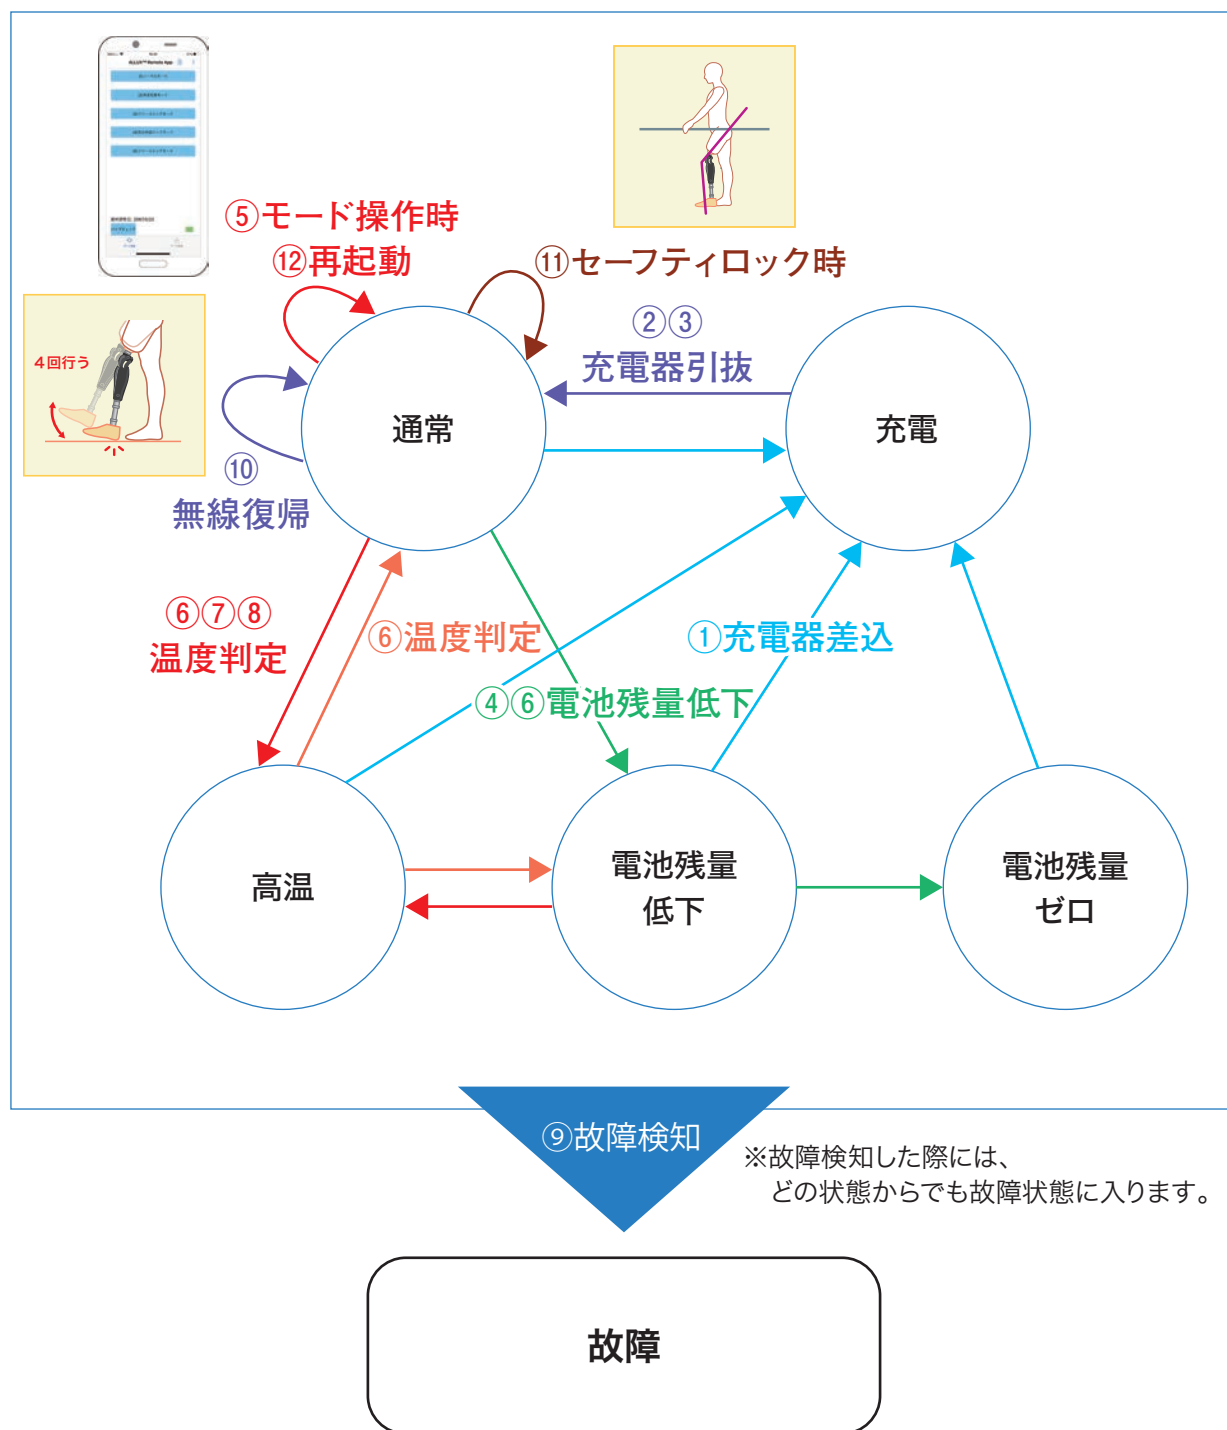 ALLUX™ Remote App
4回行う
⑤モード操作時
⑫再起動
⑪セーフティロック時
②③
充電器引抜
通常
充電
⑩
無線復帰
⑥⑦⑧
温度判定
⑥温度判定
①充電器差込
④⑥電池残量低下
高温
電池残量
低下
電池残量
ゼロ
⑨故障検知
※故障検知した際には、
どの状態からでも故障状態に入ります。
故障